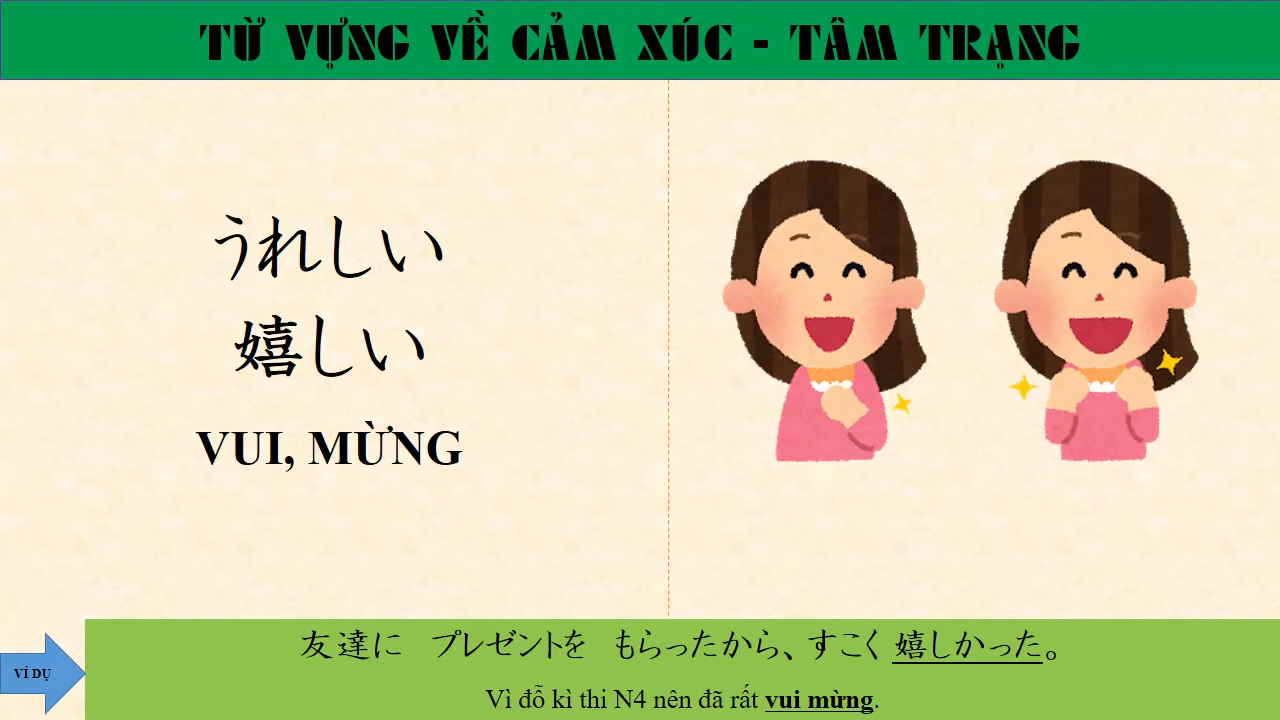 TỪ VỰNG VỀ CẢM XÚC - TÂM TRẠNG
うれしい
嬉しい
VUI, MỪNG
VÍ DỤ
友達に　プレゼントを　もらったから、すこく 嬉しかった。
Vì đỗ kì thi N4 nên đã rất vui mừng.